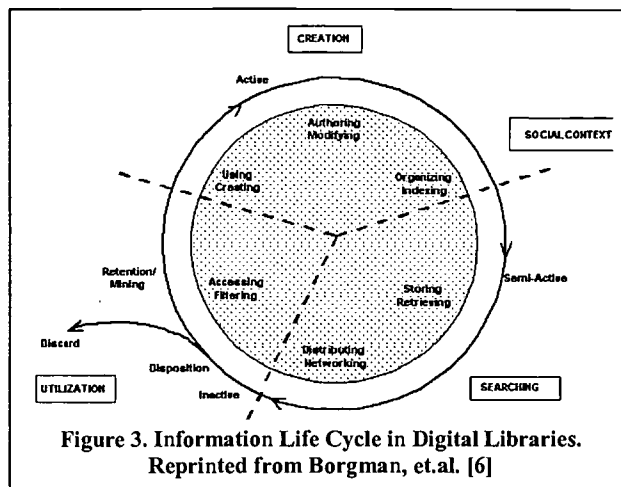 CREATION
Active
Authoring
Modifying
SOCIAL CONTEXT
Using
Creating
Organizing
Indexing
Retention/
Mining
Accessing
Filtering
Semi-Active
Storing
Retrieving
Discard
Disposition
Distributing
Networking
UTILIZATION
Inactive
SEARCHING
Figure 3. Information Life Cycle in Digital Libraries.
Reprinted from Borgman, et.al. [6]